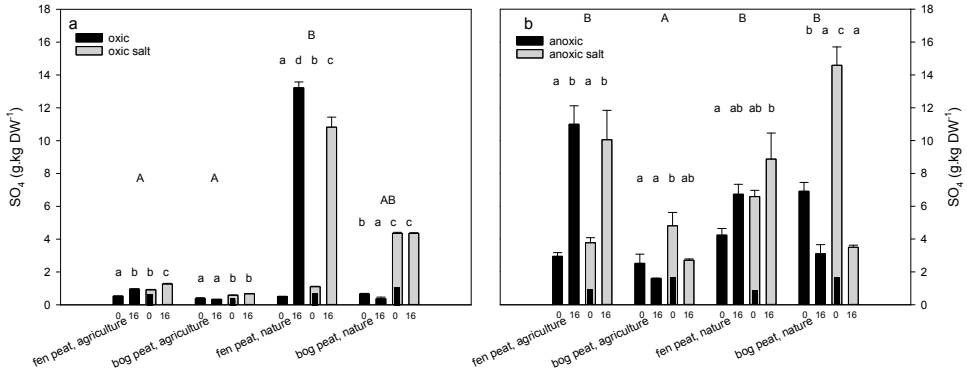 a
oxic
oxic salt
SO4 (g.kg DW-1)
18
16
14
12
10
8
6
4
2
0
A
A
B
AB
a b b c
a a b b
a d b c
b a c c
0 16 0 16
0 16 0 16
0 16 0 16
0 16 0 16
fen peat, agriculture
bog peat, agriculture
fen peat, nature
bog peat, nature
b
anoxic
anoxic salt
B
A
B
B
a b a b
a a b ab
a ab ab b
b a c a
0 16 0 16
0 16 0 16
0 16 0 16
0 16 0 16
fen peat, agriculture
bog peat, agriculture
fen peat, nature
bog peat, nature
18
16
14
12
10
8
6
4
2
0
SO4 (g.kg DW-1)